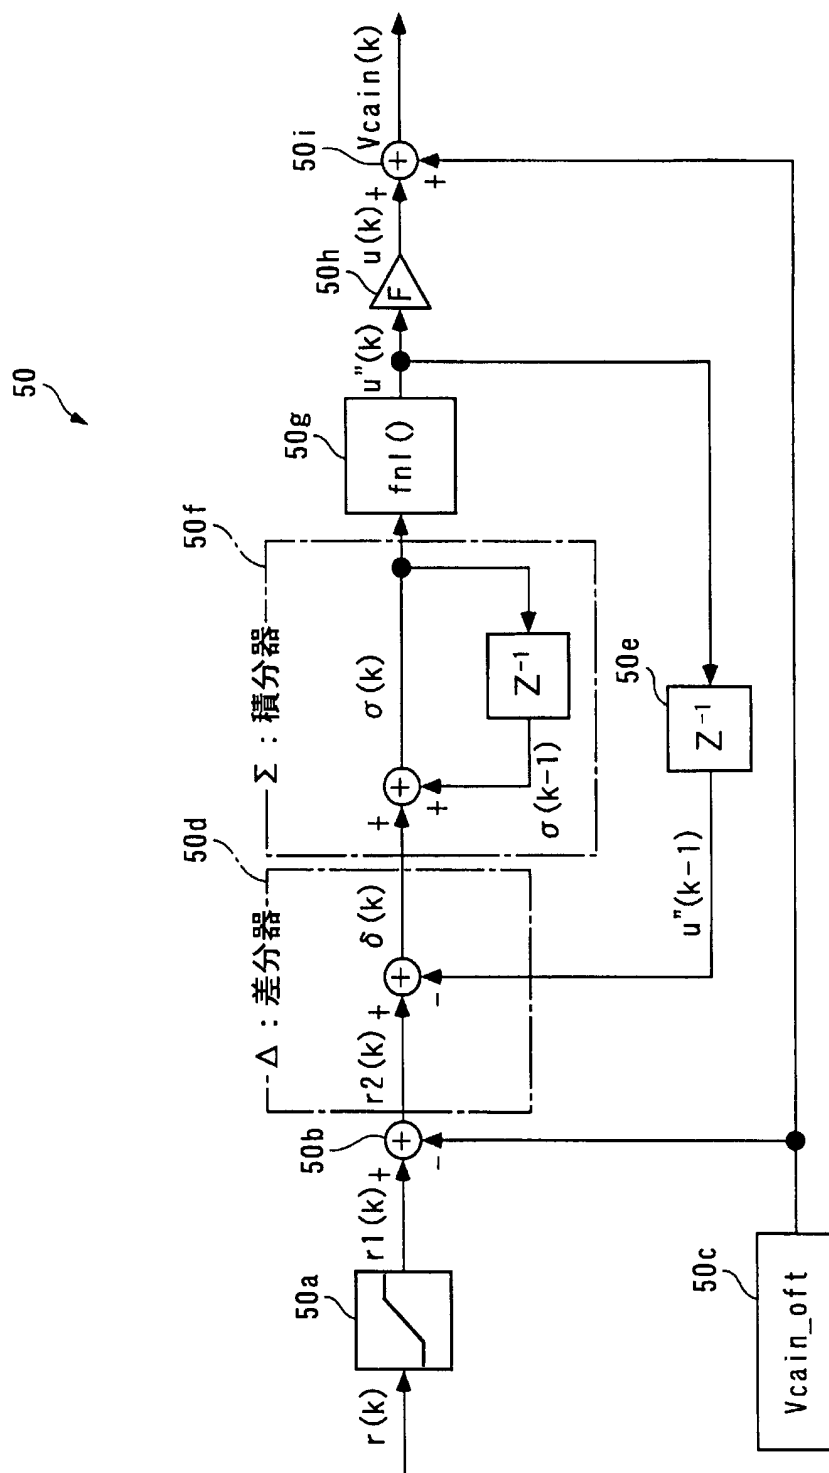 50
r(k)
50a
r1(k)
+
-
50b
r2(k)
Δ:差分器
50d
+
-
δ(k)
Σ:積分器
50f
+
+
σ(k)
Z-1
σ(k-1)
50g
fnl()
u"(k)
50h
F
u(k)
+
+
50i
Vcain(k)
50e
Z-1
u"(k-1)
50c
Vcain_oft